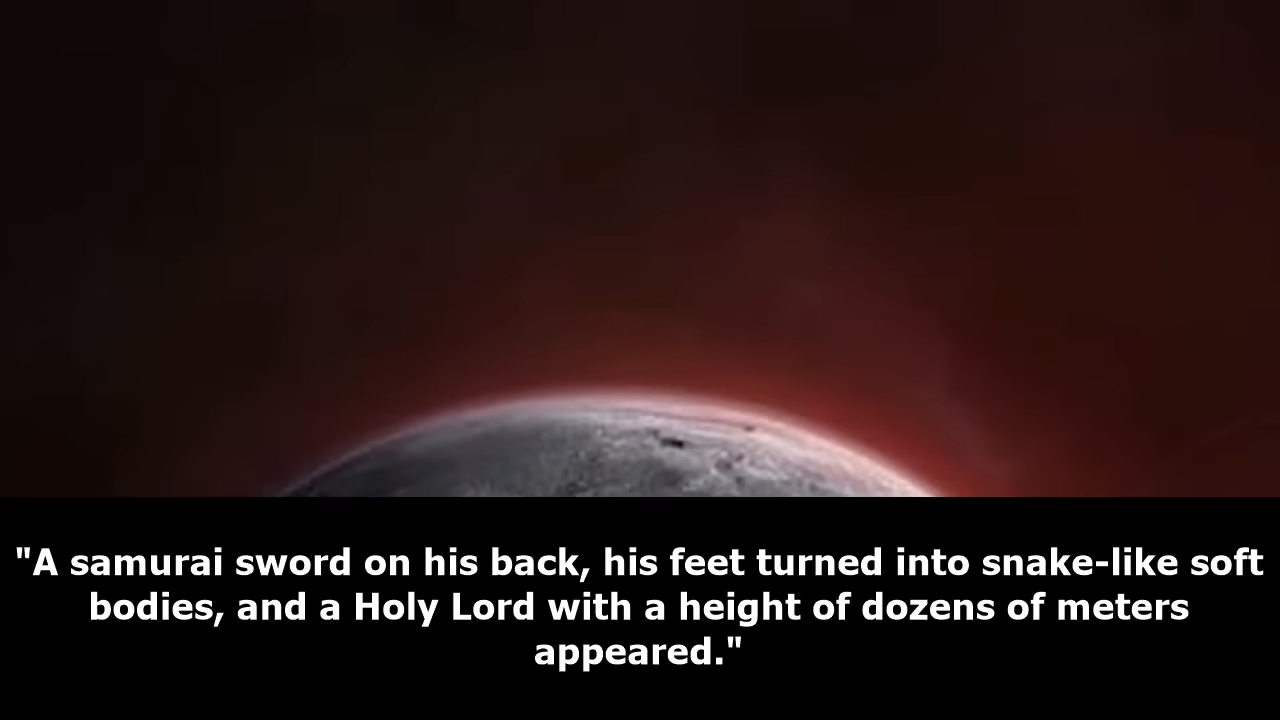 "A samurai sword on his back, his feet turned into snake-like soft
bodies, and a Holy Lord with a height of dozens of meters
appeared."